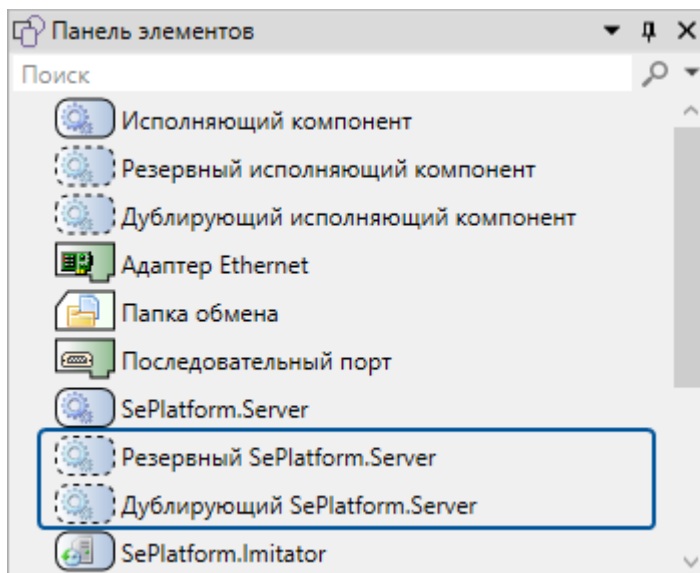 Панель элементов
Поиск
Исполняющий компонент
Резервный исполняющий компонент
Дублирующий исполняющий компонент
Адаптер Ethernet
Папка обмена
Последовательный порт
SePlatform.Server
Резервный SePlatform.Server
Дублирующий SePlatform.Server
SePlatform.Imitator